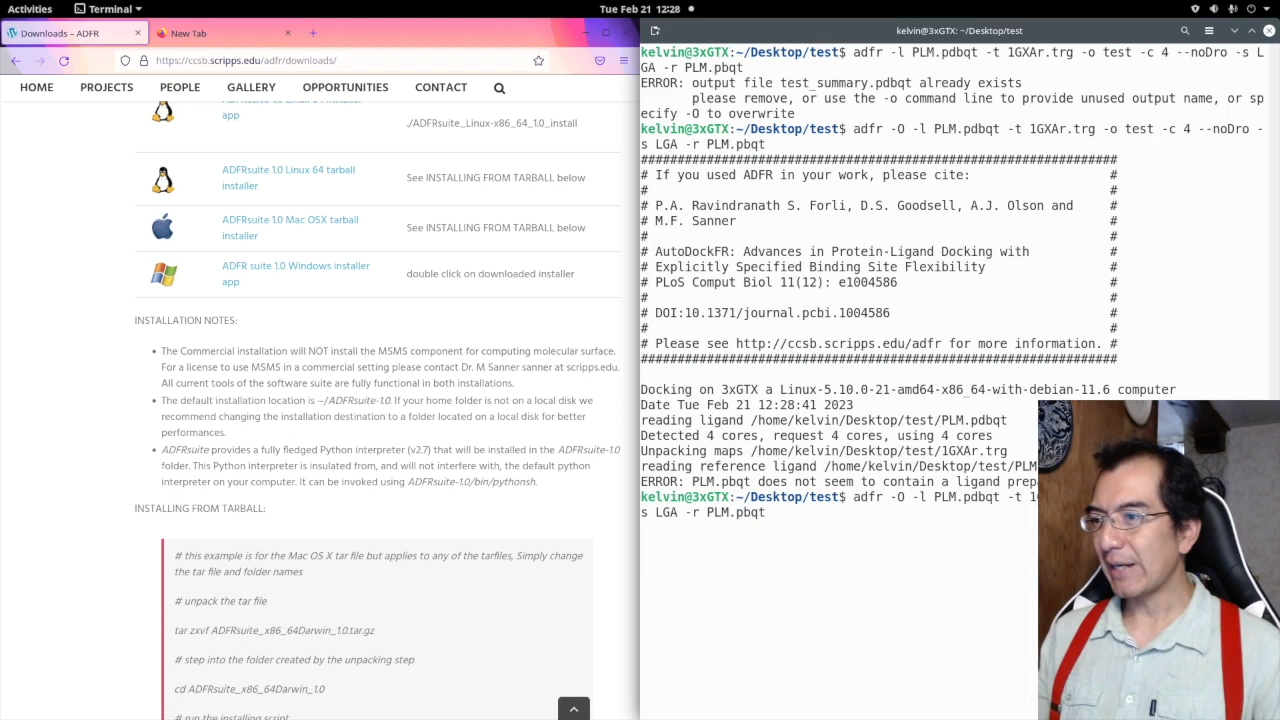 Activities
Terminal
Tue Feb 21 12:28
Downloads – ADFR
New Tab
https://ccsb.scripps.edu/adfr/downloads/
HOME PROJECTS PEOPLE GALLERY OPPORTUNITIES CONTACT
app
./ADFRsuite_Linux-x86_64_1.0_install
ADFRsuite 1.0 Linux 64 tarball
installer
See INSTALLING FROM TARBALL below
ADFRsuite 1.0 Mac OSX tarball
installer
See INSTALLING FROM TARBALL below
ADFR suite 1.0 Windows installer
app
double click on downloaded installer
INSTALLATION NOTES:
The Commercial installation will NOT install the MSMS component for computing molecular surface.
For a license to use MSMS in a commercial setting please contact Dr. M Sanner sanner at scripps.edu.
All current tools of the software suite are fully functional in both installations.
The default installation location is ~/ADFRsuite-1.0. If your home folder is not on a local disk we
recommend changing the installation destination to a folder located on a local disk for better
performances.
ADFRsuite provides a fully fledged Python interpreter (v2.7) that will be installed in the ADFRsuite-1.0
folder. This Python interpreter is insulated from, and will not interfere with, the default python
interpreter on your computer. It can be invoked using ADFRsuite-1.0/bin/pythonsh.
INSTALLING FROM TARBALL:
# this example is for the Mac OS X tar file but applies to any of the tarfiles, Simply change
the tar file and folder names
# unpack the tar file
tar zxvf ADFRsuite_x86_64Darwin_1.0.tar.gz
# step into the folder created by the unpacking step
cd ADFRsuite_x86_64Darwin_1.0
# run the installing script
kelvin@3xGTX: ~/Desktop/test
kelvin@3xGTX:~/Desktop/test$ adfr -l PLM.pdbqt -t 1GXAr.trg -o test -c 4 --noDro -s L
GA -r PLM.pbqt
ERROR: output file test_summary.pdbqt already exists
please remove, or use the -o command line to provide unused output name, or sp
ecify -O to overwrite
kelvin@3xGTX:~/Desktop/test$ adfr -O -l PLM.pdbqt -t 1GXAr.trg -o test -c 4 --noDro -
s LGA -r PLM.pbqt
##############################################################
# If you used ADFR in your work, please cite: #
# #
# P.A. Ravindranath S. Forli, D.S. Goodsell, A.J. Olson and #
# M.F. Sanner #
# #
# AutoDockFR: Advances in Protein-Ligand Docking with #
# Explicitly Specified Binding Site Flexibility #
# PLoS Comput Biol 11(12): e1004586 #
# #
# DOI:10.1371/journal.pcbi.1004586 #
# #
# Please see http://ccsb.scripps.edu/adfr for more information. #
##############################################################
Docking on 3xGTX a Linux-5.10.0-21-amd64-x86_64-with-debian-11.6 computer
Date Tue Feb 21 12:28:41 2023
reading ligand /home/kelvin/Desktop/test/PLM.pdbqt
Detected 4 cores, request 4 cores, using 4 cores
Unpacking maps /home/kelvin/Desktop/test/1GXAr.trg
reading reference ligand /home/kelvin/Desktop/test/PLM
ERROR: PLM.pbqt does not seem to contain a ligand prep
kelvin@3xGTX:~/Desktop/test$ adfr -O -l PLM.pdbqt -t 1G
s LGA -r PLM.pbqt